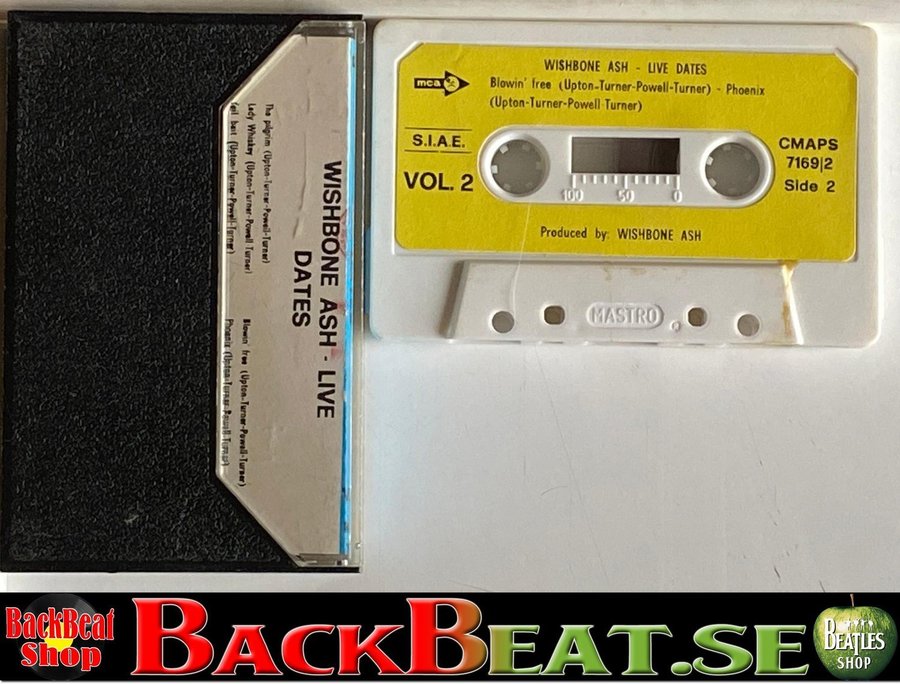 The pilgrim (Upton-Turner-Powell-Turner)
Lady Whiskey (Upton-Turner-Powell Turner)
(Upton-Turner-Powell-Turner)
Blowin' free (Upton-Turner-Powell-Turner)
Phoenix (Upton-Turner-Powell-Turner)
WISHBONE ASH - LIVE
DATES
mca
WISHBONE ASH - LIVE DATES
Blowin' free (Upton-Turner-Powell-Turner) - Phoenix
(Upton-Turner-Powell Turner)
S.I.A.E.
VOL. 2
CMAPS
7169|2
Side 2
100 50 0
Produced by: WISHBONE ASH
MASTRO
BackBeat
Shop
BACKBEAT.SE
BEATLES
SHOP